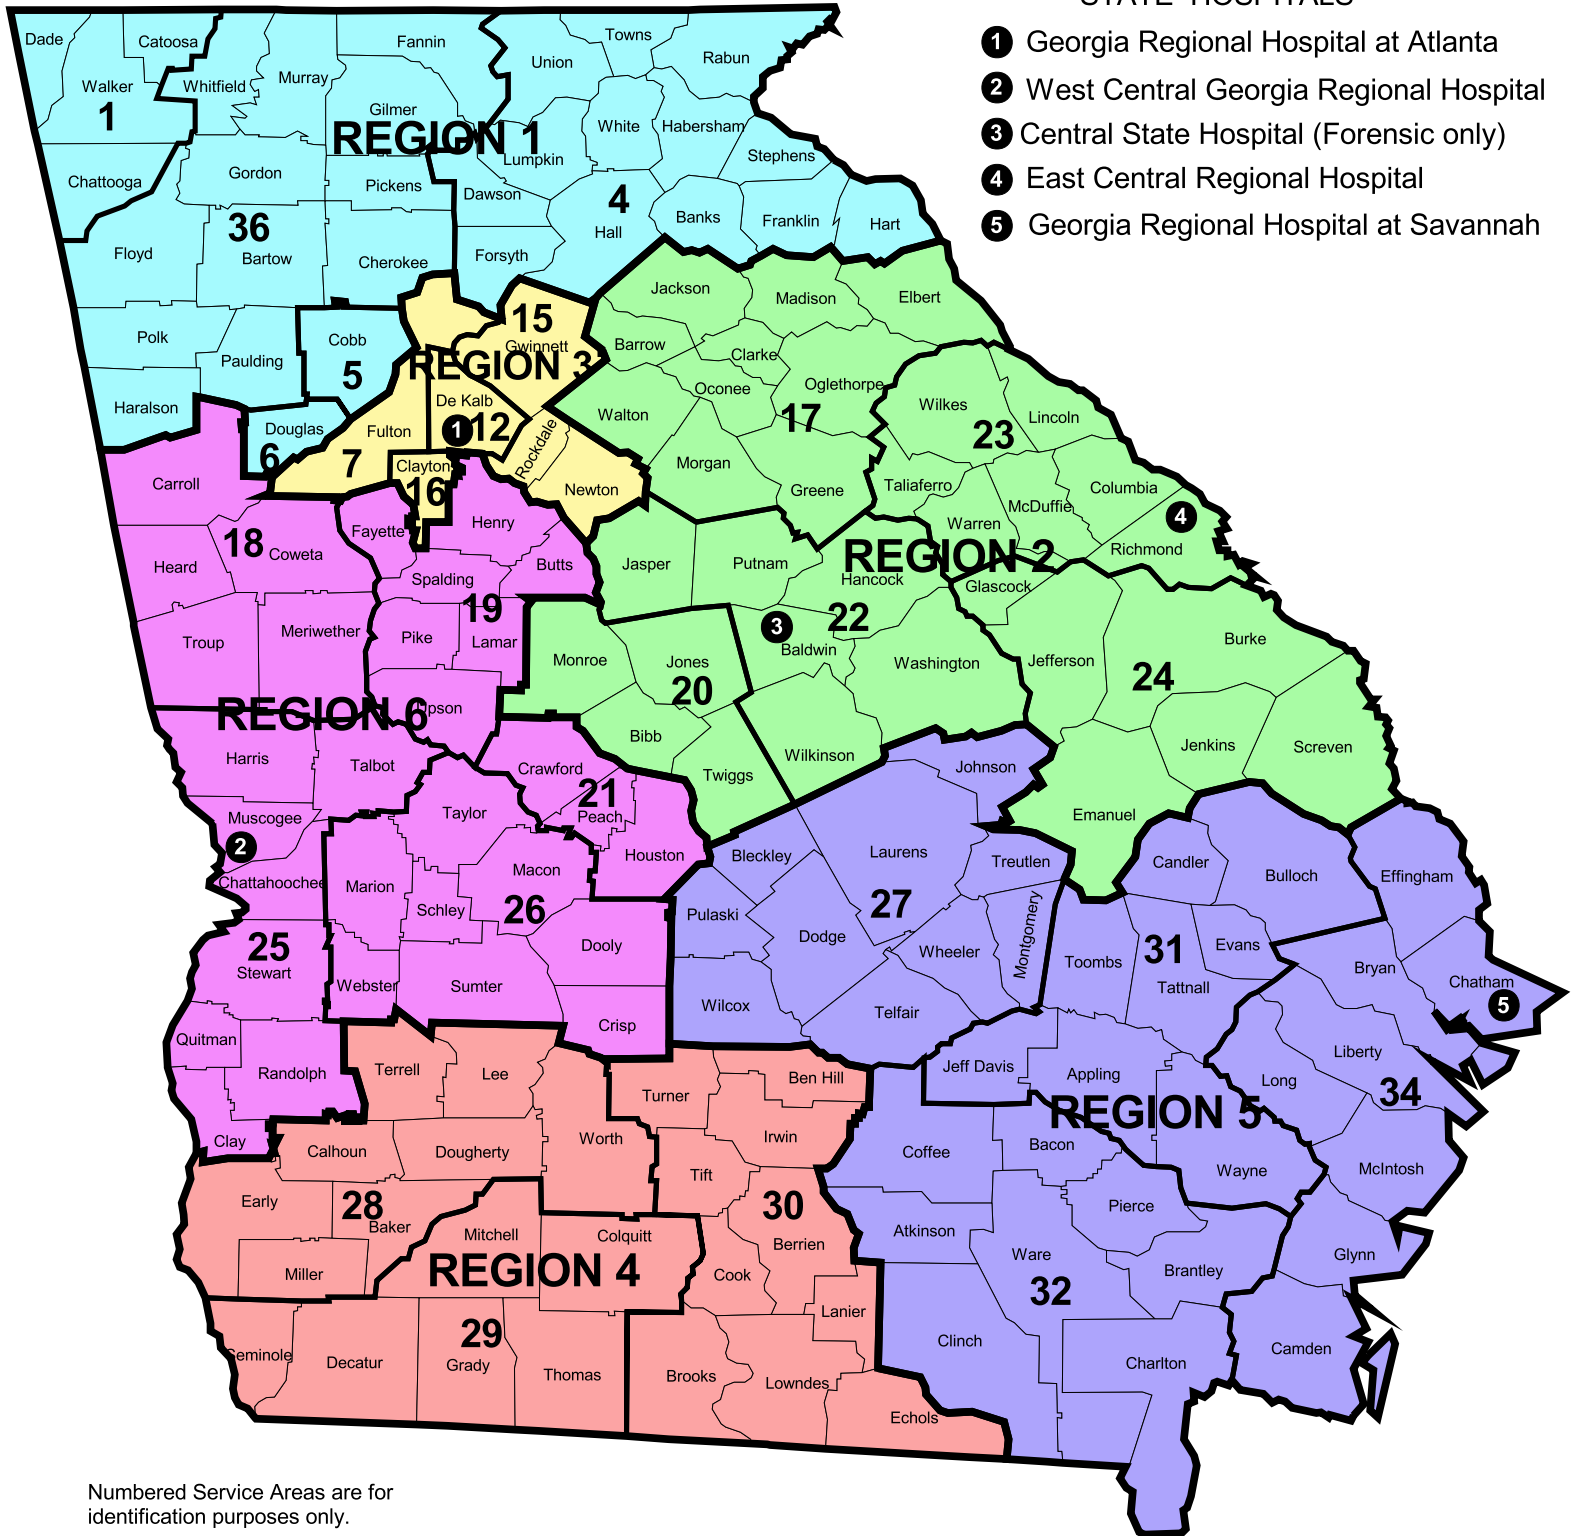 STATE HOSPITALS
1 Georgia Regional Hospital at Atlanta
2 West Central Georgia Regional Hospital
3 Central State Hospital (Forensic only)
4 East Central Regional Hospital
5 Georgia Regional Hospital at Savannah
Dade
Catoosa
Walker
1
Whitfield
Murray
Fannin
Gilmer
Union
Towns
Rabun
REGION 1
White
Habersham
Lumpkin
Stephens
Chattooga
Gordon
Pickens
Dawson
4
Hall
Banks
Franklin
Hart
36
Floyd
Bartow
Cherokee
Forsyth
Polk
Paulding
Cobb
5
Haralson
Douglas
6
15
Gwinnett
REGION 3
De Kalb
1
12
Fulton
7
Clayton
16
Rockdale
Newton
Jackson
Madison
Elbert
Barrow
Clarke
Oconee
Oglethorpe
Walton
17
Morgan
Greene
Wilkes
Lincoln
23
Taliaferro
Columbia
McDuffie
Warren
4
Richmond
REGION 2
Jasper
Putnam
Hancock
Glascock
22
3
Baldwin
Washington
Jefferson
Burke
24
Monroe
Jones
20
Bibb
Twiggs
Wilkinson
Jenkins
Screven
Emanuel
Carroll
18
Coweta
Fayette
Henry
Heard
Spalding
Butts
19
Troup
Meriwether
Pike
Lamar
REGION 6
Upson
Harris
Talbot
Crawford
21
Peach
Taylor
Muscogee
2
Houston
Macon
Chattahoochee
Marion
Schley
26
25
Stewart
Dooly
Webster
Sumter
Crisp
Quitman
Randolph
Clay
Johnson
Bleckley
Laurens
Treutlen
Candler
Bulloch
Effingham
Pulaski
27
Dodge
Wheeler
Montgomery
Toombs
31
Evans
Tattnall
Bryan
Chatham
5
Wilcox
Telfair
Jeff Davis
Appling
Long
Liberty
34
REGION 5
Coffee
Bacon
Wayne
McIntosh
Pierce
Atkinson
Ware
32
Brantley
Glynn
Clinch
Charlton
Camden
Terrell
Lee
Turner
Ben Hill
Worth
Irwin
Calhoun
Dougherty
Tift
Early
28
Baker
Mitchell
Colquitt
30
Berrien
Miller
REGION 4
Cook
Lanier
29
Seminole
Decatur
Grady
Thomas
Brooks
Lowndes
Echols
Numbered Service Areas are for
identification purposes only.